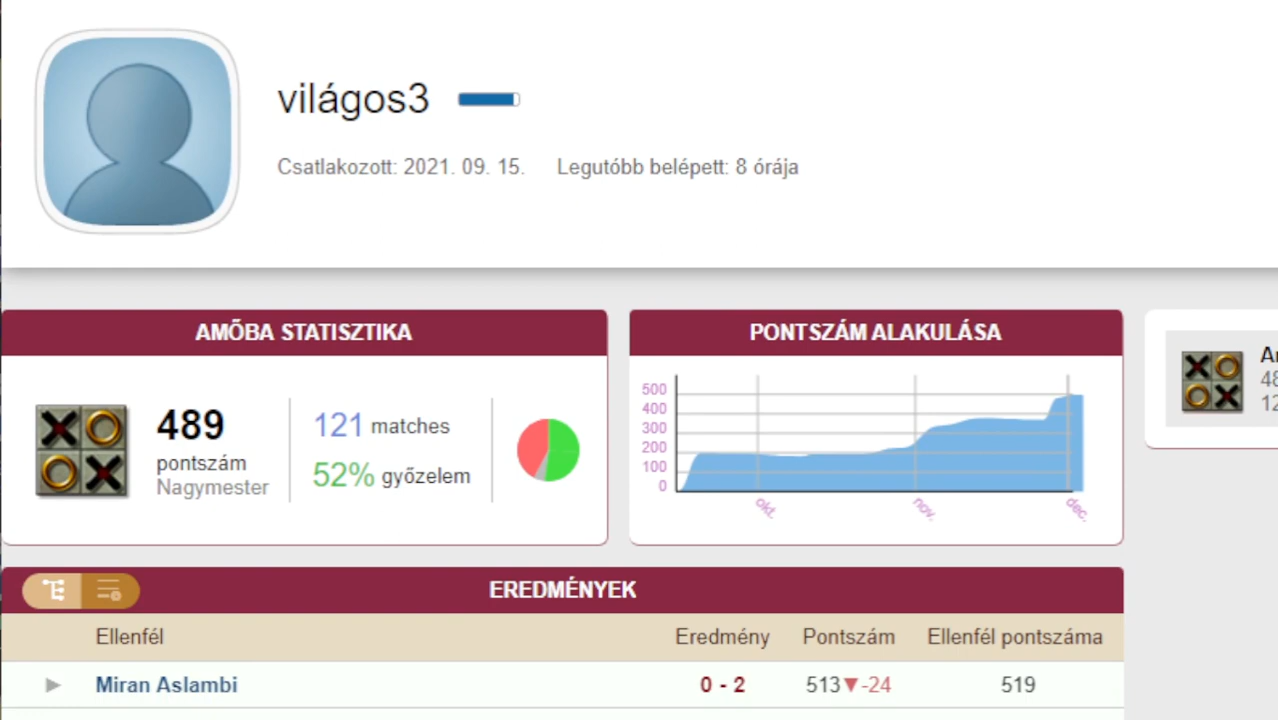 világos3
Csatlakozott: 2021. 09. 15. Legutóbb belépett: 8 órája
AMŐBA STATISZTIKA
489
pontszám
Nagymester
121 matches
52% győzelem
PONTSZÁM ALAKULÁSA
500
400
300
200
100
0
okt. nov. dec.
EREDMÉNYEK
Ellenfél Eredmény Pontszám Ellenfél pontszáma
Miran Aslambi 0 - 2 513▼-24 519